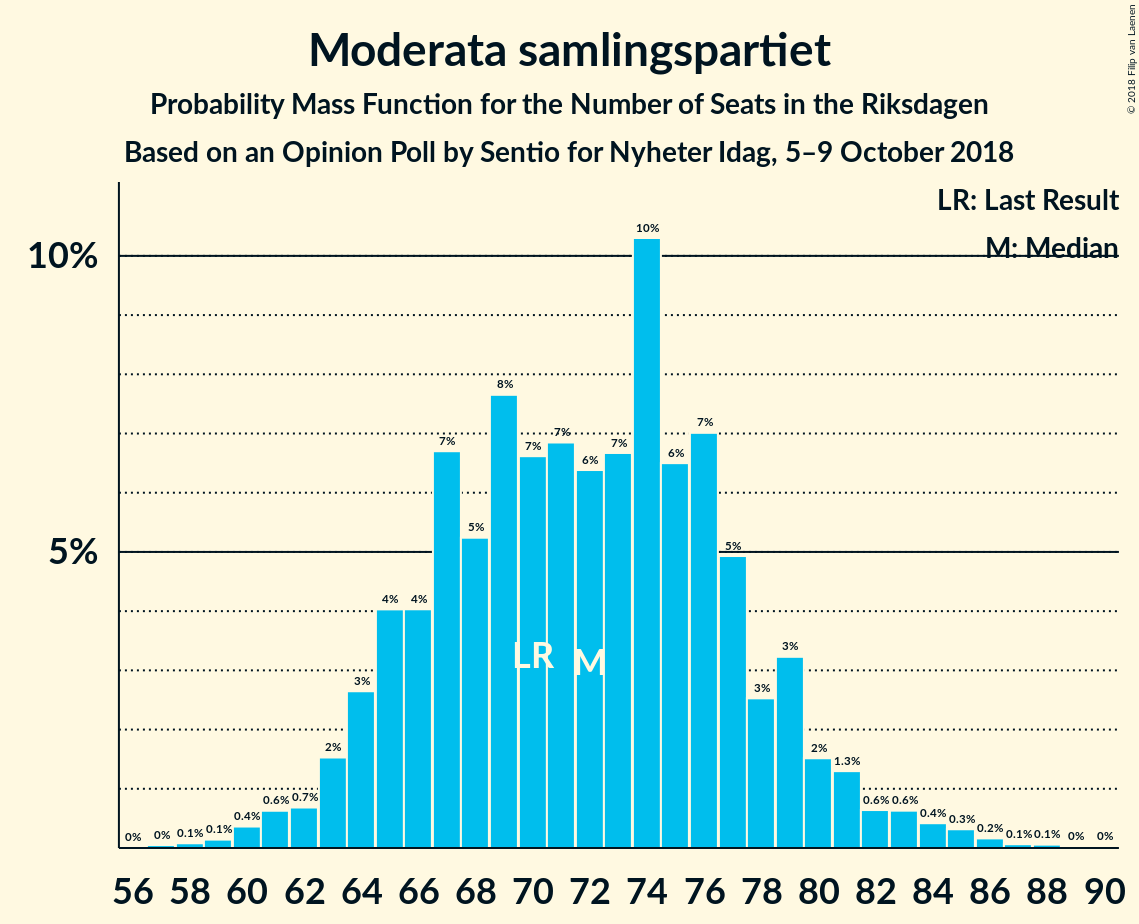 Moderata samlingspartiet
Probability Mass Function for the Number of Seats in the Riksdagen
Based on an Opinion Poll by Sentio for Nyheter Idag, 5–9 October 2018
© 2018 Filip van Laenen
LR: Last Result
M: Median
10%
5%
0% 0% 0.1% 0.1% 0.4% 0.6% 0.7% 2% 3% 4% 4% 7% 5% 8% 7% 7% 6% 7% 10% 6% 7% 5% 3% 3% 2% 1.3% 0.6% 0.6% 0.4% 0.3% 0.2% 0.1% 0.1% 0% 0%
LR M
56 58 60 62 64 66 68 70 72 74 76 78 80 82 84 86 88 90